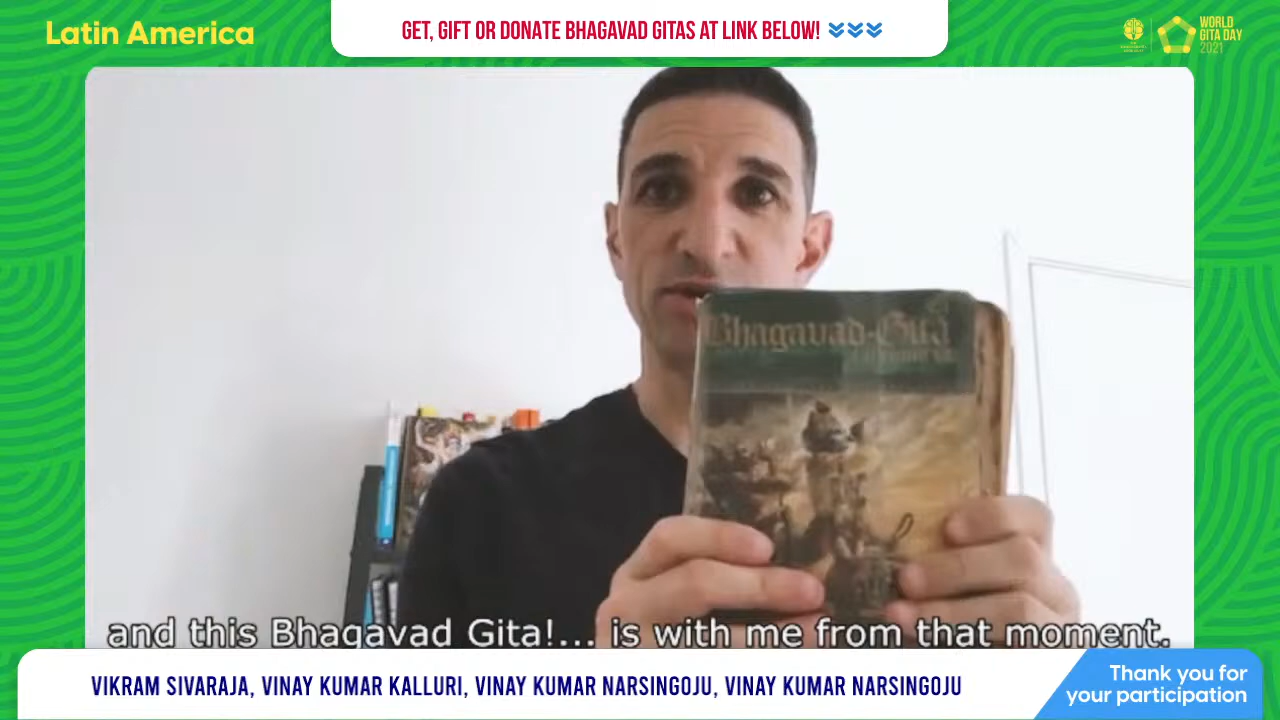 Latin America
GET, GIFT OR DONATE BHAGAVAD GITAS AT LINK BELOW!
WORLD
GITA DAY
2021
Bhagavad-Gita
and this Bhagavad Gita!... is with me from that moment.
VIKRAM SIVARAJA, VINAY KUMAR KALLURI, VINAY KUMAR NARSINGOJU, VINAY KUMAR NARSINGOJU
Thank you for
your participation